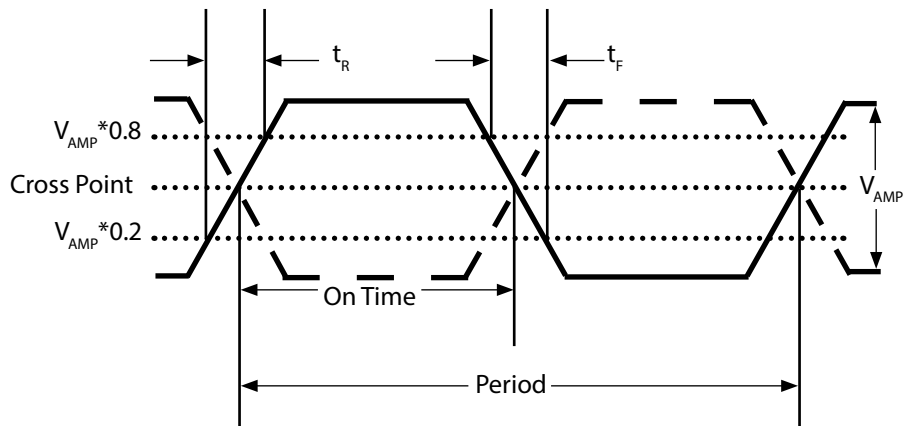 t_R
t_F
V_AMP*0.8
Cross Point
V_AMP
V_AMP*0.2
On Time
Period